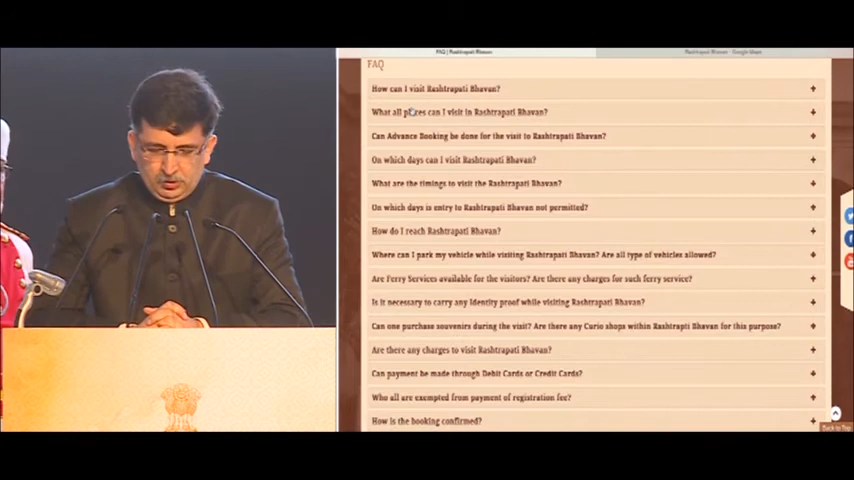 FAQ | Rashtrapati Bhavan
Rashtrapati Bhavan - Google Maps
FAQ
How can I visit Rashtrapati Bhavan?
What all places can I visit in Rashtrapati Bhavan?
Can Advance Booking be done for the visit to Rashtrapati Bhavan?
On which days can I visit Rashtrapati Bhavan?
What are the timings to visit the Rashtrapati Bhavan?
On which days is entry to Rashtrapati Bhavan not permitted?
How do I reach Rashtrapati Bhavan?
Where can I park my vehicle while visiting Rashtrapati Bhavan? Are all type of vehicles allowed?
Are Ferry Services available for the visitors? Are there any charges for such ferry service?
Is it necessary to carry any Identity proof while visiting Rashtrapati Bhavan?
Can one purchase souvenirs during the visit? Are there any Curio shops within Rashtrapti Bhavan for this purpose?
Are there any charges to visit Rashtrapati Bhavan?
Can payment be made through Debit Cards or Credit Cards?
Who all are exempted from payment of registration fee?
How is the booking confirmed?
Back to Top